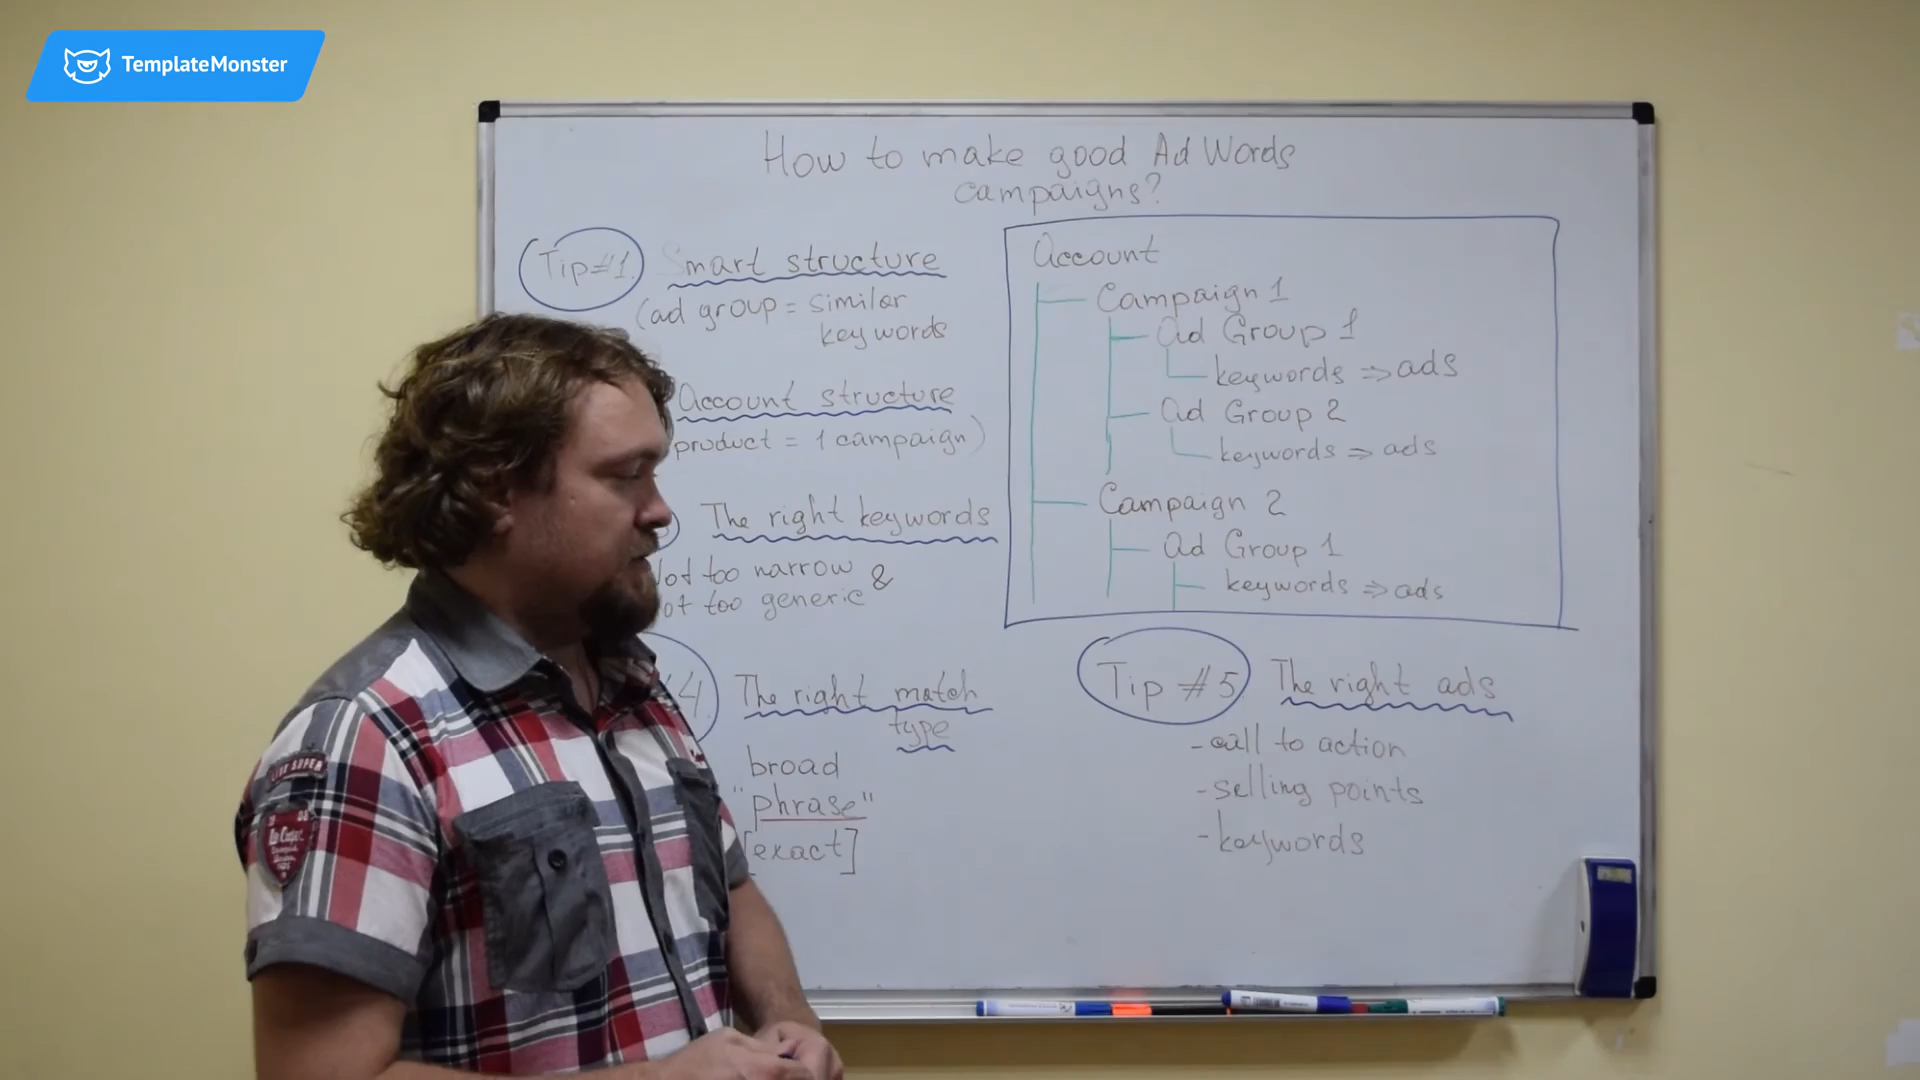 TemplateMonster
How to make good Ad Words
campaigns?
Tip #1. Smart structure
(ad group = similar
keywords
Account structure
product = 1 campaign)
The right keywords
Not too narrow &
Not too generic
#4. The right match
type
broad
"phrase"
[exact]
Account
Campaign 1
Ad Group 1
keywords ⇒ ads
Ad Group 2
keywords ⇒ ads
Campaign 2
Ad Group 1
keywords ⇒ ads
Tip #5. The right ads
- call to action
- selling points
- keywords